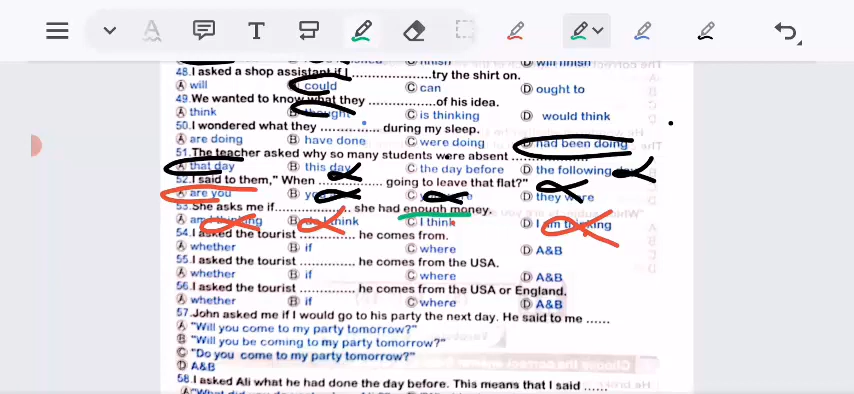 D will finish
48.I asked a shop assistant if I ..................try the shirt on.
A will B could C can D ought to
49.We wanted to know what they ...............of his idea.
A think B thought C is thinking D would think
50.I wondered what they ............... during my sleep.
A are doing B have done C were doing D had been doing
51.The teacher asked why so many students were absent ...............
A that day B this day C the day before D the following
52.I said to them," When ............... going to leave that flat?"
A are you D they were
53.She asks me if................. she had enough money.
A B do I think C I think D I am thinking
54.I asked the tourist ............ he comes from.
A whether B if C where D A&B
55.I asked the tourist ............ he comes from the USA.
A whether B if C where D A&B
56.I asked the tourist ............ he comes from the USA or England.
A whether B if C where D A&B
57.John asked me if I would go to his party the next day. He said to me ......
A "Will you come to my party tomorrow?"
B "Will you be coming to my party tomorrow?"
C "Do you come to my party tomorrow?"
D A&B
58.I asked Ali what he had done the day before. This means that I said ......